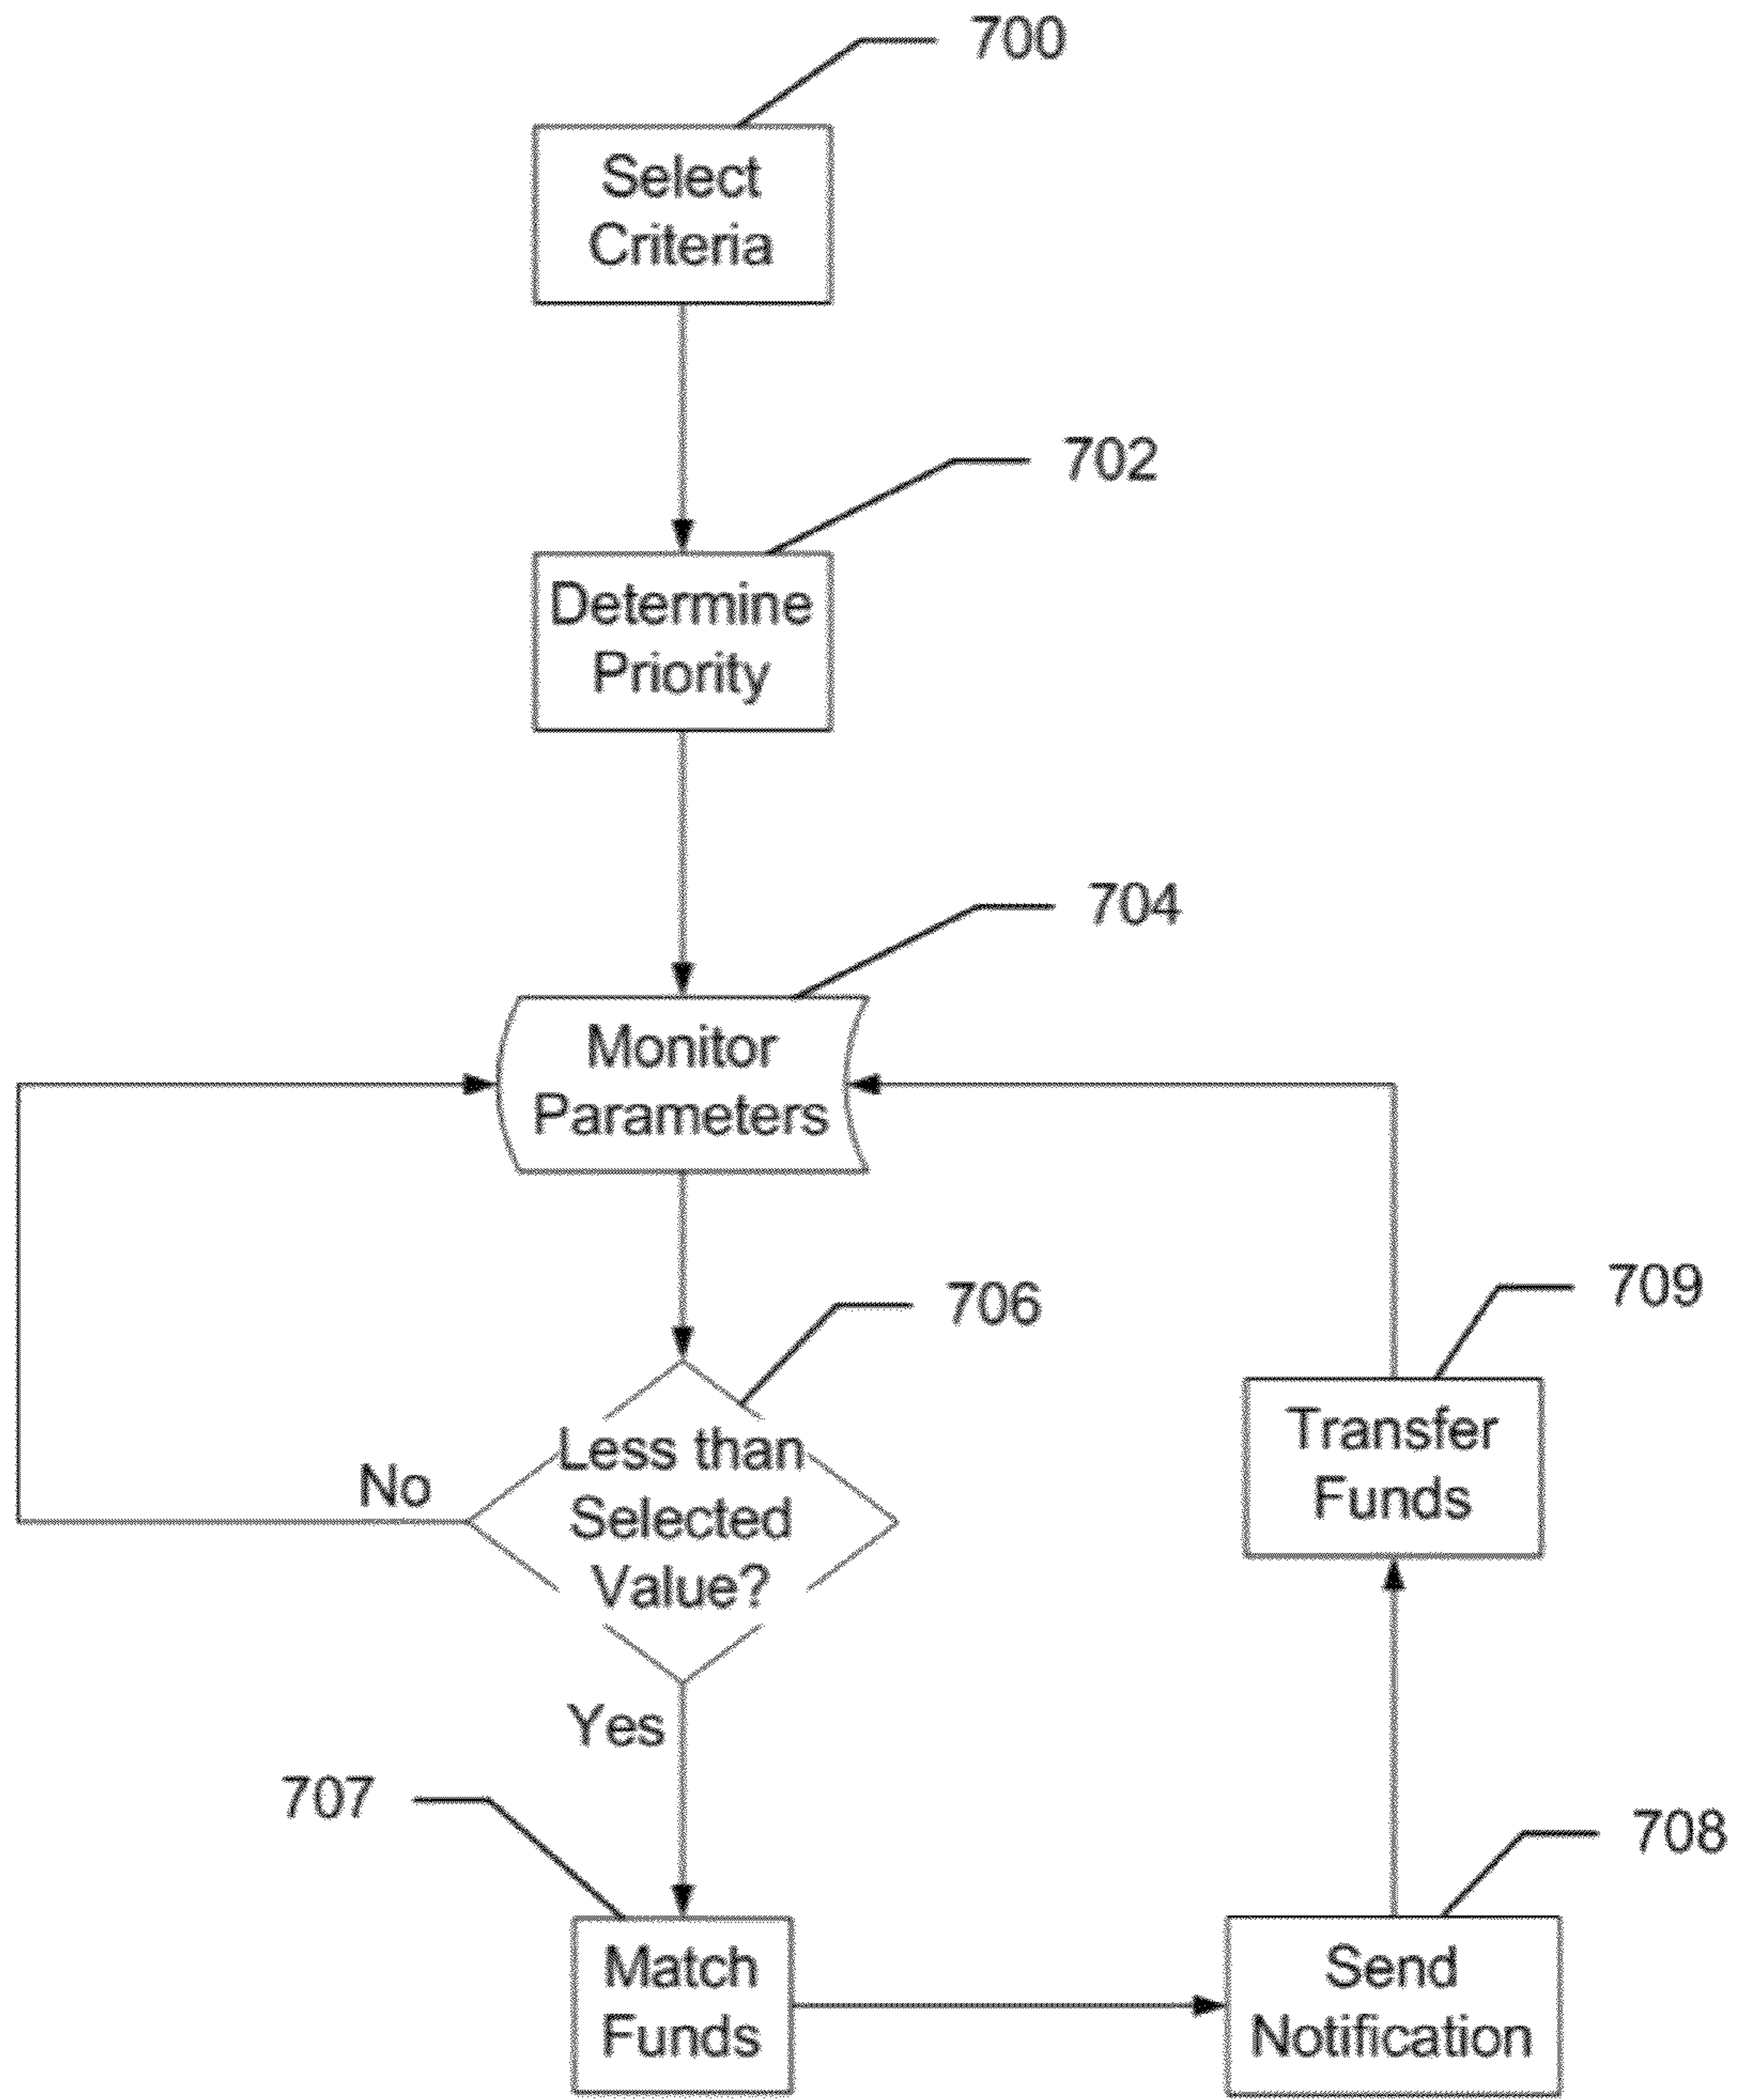 700
Select
Criteria
702
Determine
Priority
704
Monitor
Parameters
706
Less than
Selected
Value?
No
Yes
707
Match
Funds
708
Send
Notification
709
Transfer
Funds